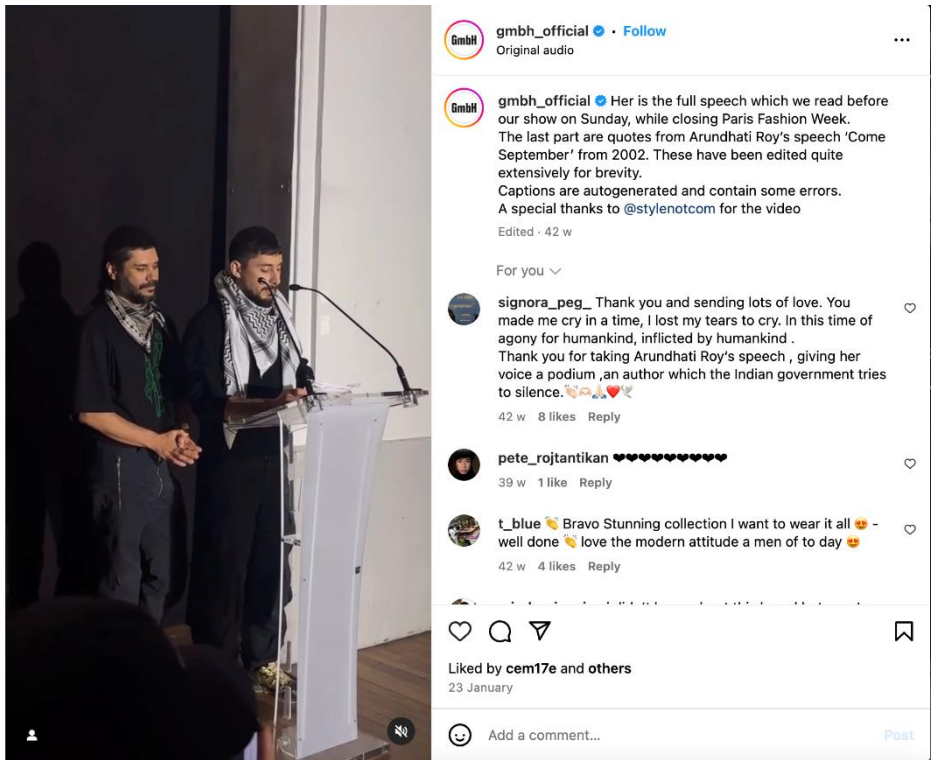 GmbH
gmbh_official · Follow
Original audio
GmbH
gmbh_official Her is the full speech which we read before
our show on Sunday, while closing Paris Fashion Week.
The last part are quotes from Arundhati Roy's speech 'Come
September' from 2002. These have been edited quite
extensively for brevity.
Captions are autogenerated and contain some errors.
A special thanks to @stylenotcom for the video
Edited · 42 w
For you
signora_peg_ Thank you and sending lots of love. You
made me cry in a time, I lost my tears to cry. In this time of
agony for humankind, inflicted by humankind .
Thank you for taking Arundhati Roy's speech , giving her
voice a podium ,an author which the Indian government tries
to silence.👏🏻🫶🏻🙏🏻❤️🕊️
42 w 8 likes Reply
pete_rojtantikan ❤❤❤❤❤❤❤❤❤
39 w 1 like Reply
t_blue 👏 Bravo Stunning collection I want to wear it all 😍 -
well done 👏 love the modern attitude a men of to day 😍
42 w 4 likes Reply
Liked by cem17e and others
23 January
Add a comment...
Post